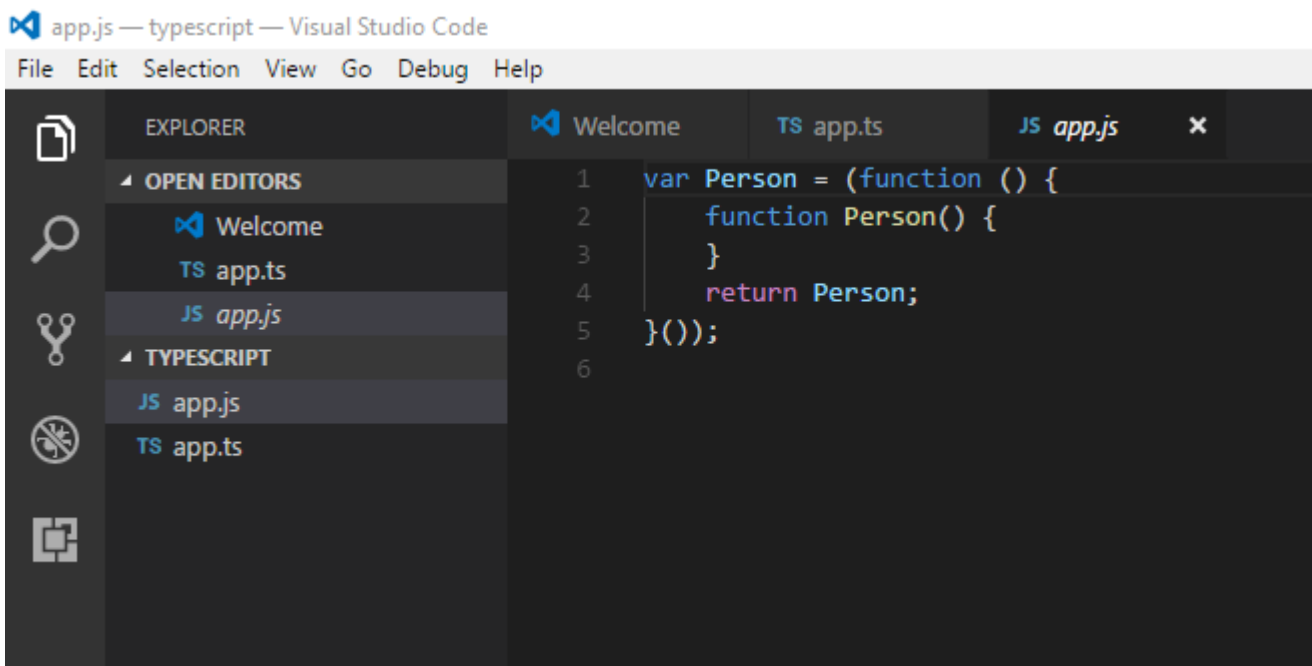 app.js — typescript — Visual Studio Code
File Edit Selection View Go Debug Help
EXPLORER
OPEN EDITORS
Welcome
TS app.ts
JS app.js
TYPESCRIPT
JS app.js
TS app.ts
Welcome TS app.ts JS app.js ×
1 var Person = (function () {
2     function Person() {
3     }
4     return Person;
5 }());
6